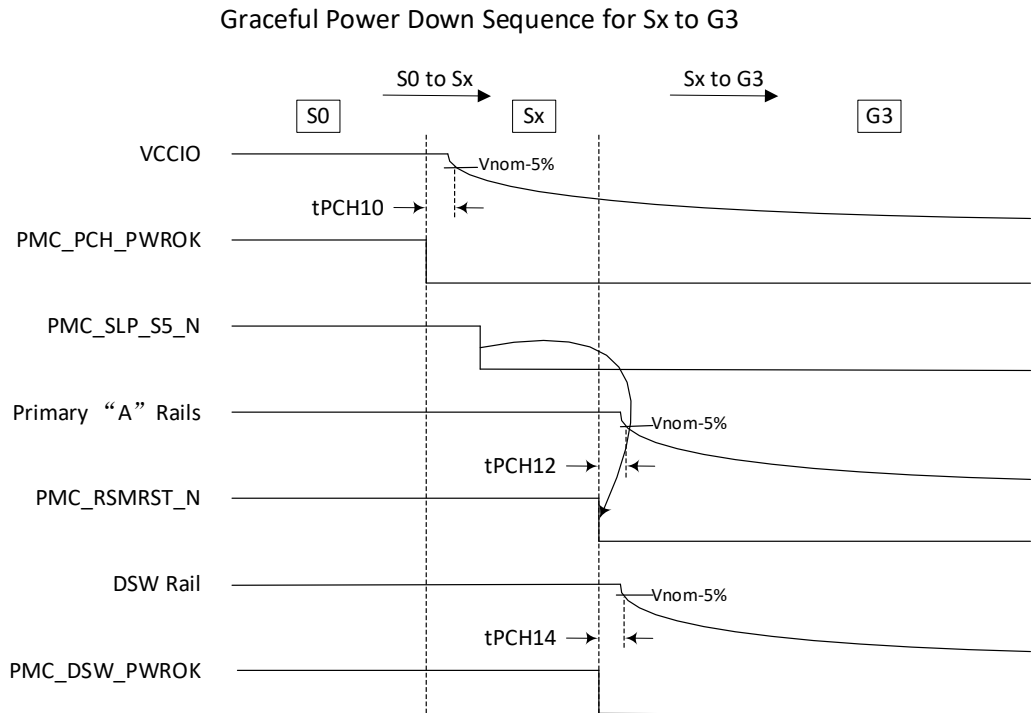 Graceful Power Down Sequence for Sx to G3
S0 to Sx
Sx to G3
S0
Sx
G3
VCCIO
Vnom-5%
tPCH10
PMC_PCH_PWROK
PMC_SLP_S5_N
Primary “A” Rails
Vnom-5%
tPCH12
PMC_RSMRST_N
DSW Rail
Vnom-5%
tPCH14
PMC_DSW_PWROK